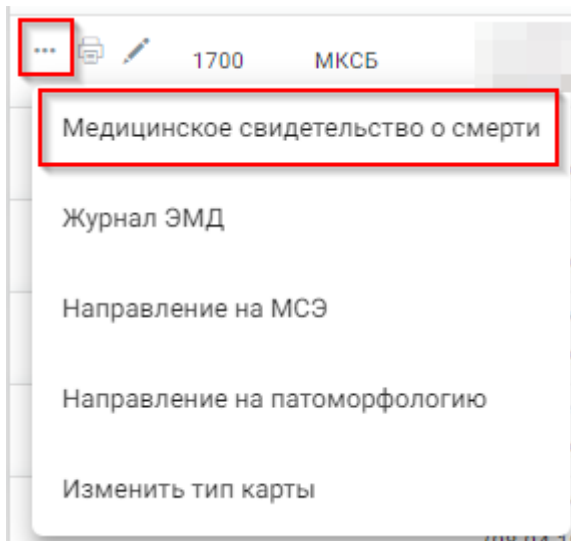 1700 МКСБ
Медицинское свидетельство о смерти
Журнал ЭМД
Направление на МСЭ
Направление на патоморфологию
Изменить тип карты